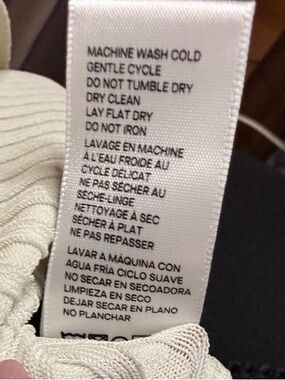 MACHINE WASH COLD
GENTLE CYCLE
DO NOT TUMBLE DRY
DRY CLEAN
LAY FLAT DRY
DO NOT IRON
LAVAGE EN MACHINE
À L'EAU FROIDE AU
CYCLE DÉLICAT
NE PAS SÉCHER AU
SÈCHE-LINGE
NETTOYAGE À SEC
SÉCHER À PLAT
NE PAS REPASSER
LAVAR A MÁQUINA CON
AGUA FRÍA CICLO SUAVE
NO SECAR EN SECADORA
LIMPIEZA EN SECO
DEJAR SECAR EN PLANO
NO PLANCHAR